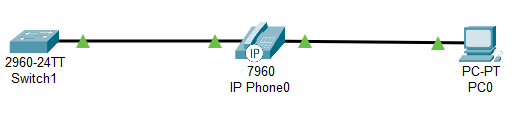 2960-24TT
Switch1
IP
7960
IP Phone0
PC-PT
PC0